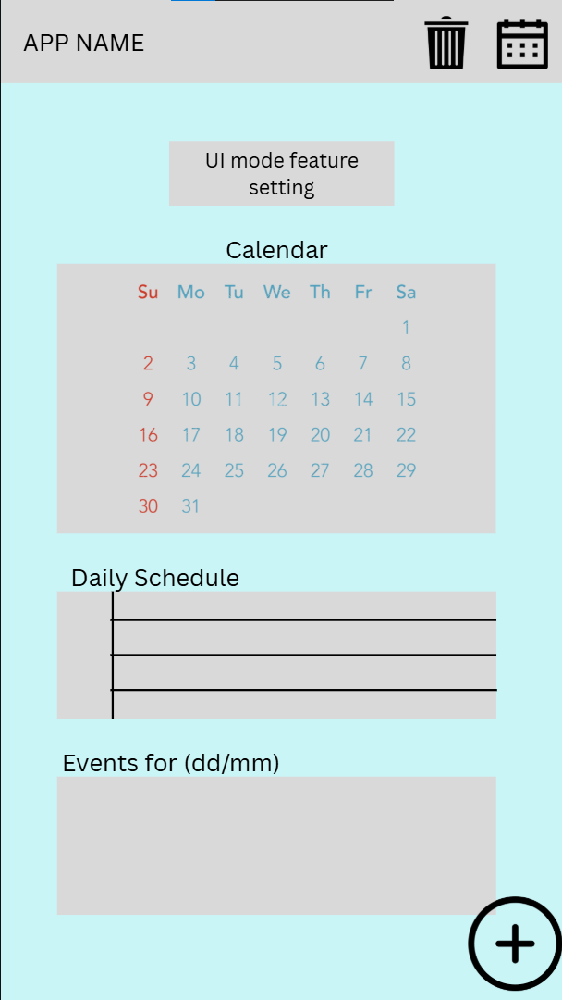 APP NAME
UI mode feature
setting
Calendar
Su Mo Tu We Th Fr Sa
1
2 3 4 5 6 7 8
9 10 11 12 13 14 15
16 17 18 19 20 21 22
23 24 25 26 27 28 29
30 31
Daily Schedule
Events for (dd/mm)